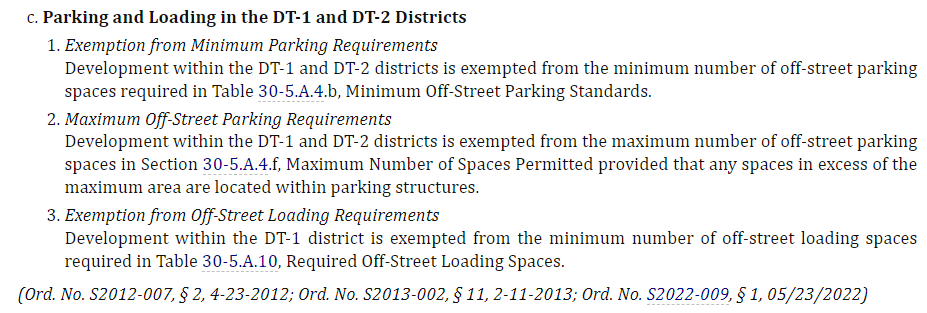 c. Parking and Loading in the DT-1 and DT-2 Districts
1. Exemption from Minimum Parking Requirements
Development within the DT-1 and DT-2 districts is exempted from the minimum number of off-street parking
spaces required in Table 30-5.A.4.b, Minimum Off-Street Parking Standards.
2. Maximum Off-Street Parking Requirements
Development within the DT-1 and DT-2 districts is exempted from the maximum number of off-street parking
spaces in Section 30-5.A.4.f, Maximum Number of Spaces Permitted provided that any spaces in excess of the
maximum area are located within parking structures.
3. Exemption from Off-Street Loading Requirements
Development within the DT-1 district is exempted from the minimum number of off-street loading spaces
required in Table 30-5.A.10, Required Off-Street Loading Spaces.
(Ord. No. S2012-007, § 2, 4-23-2012; Ord. No. S2013-002, § 11, 2-11-2013; Ord. No. S2022-009, § 1, 05/23/2022)